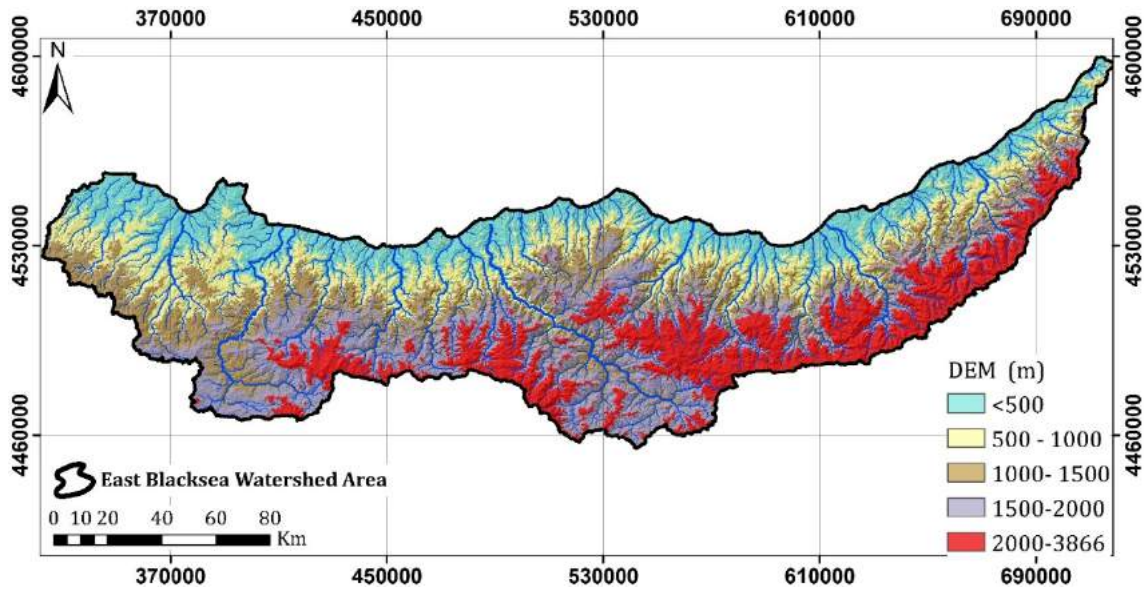 370000 450000 530000 610000 690000
4600000 4600000
N
4530000 4530000
4460000 4460000
DEM (m)
<500
500 - 1000
1000- 1500
1500-2000
2000-3866
East Blacksea Watershed Area
0 10 20 40 60 80
Km
370000 450000 530000 610000 690000